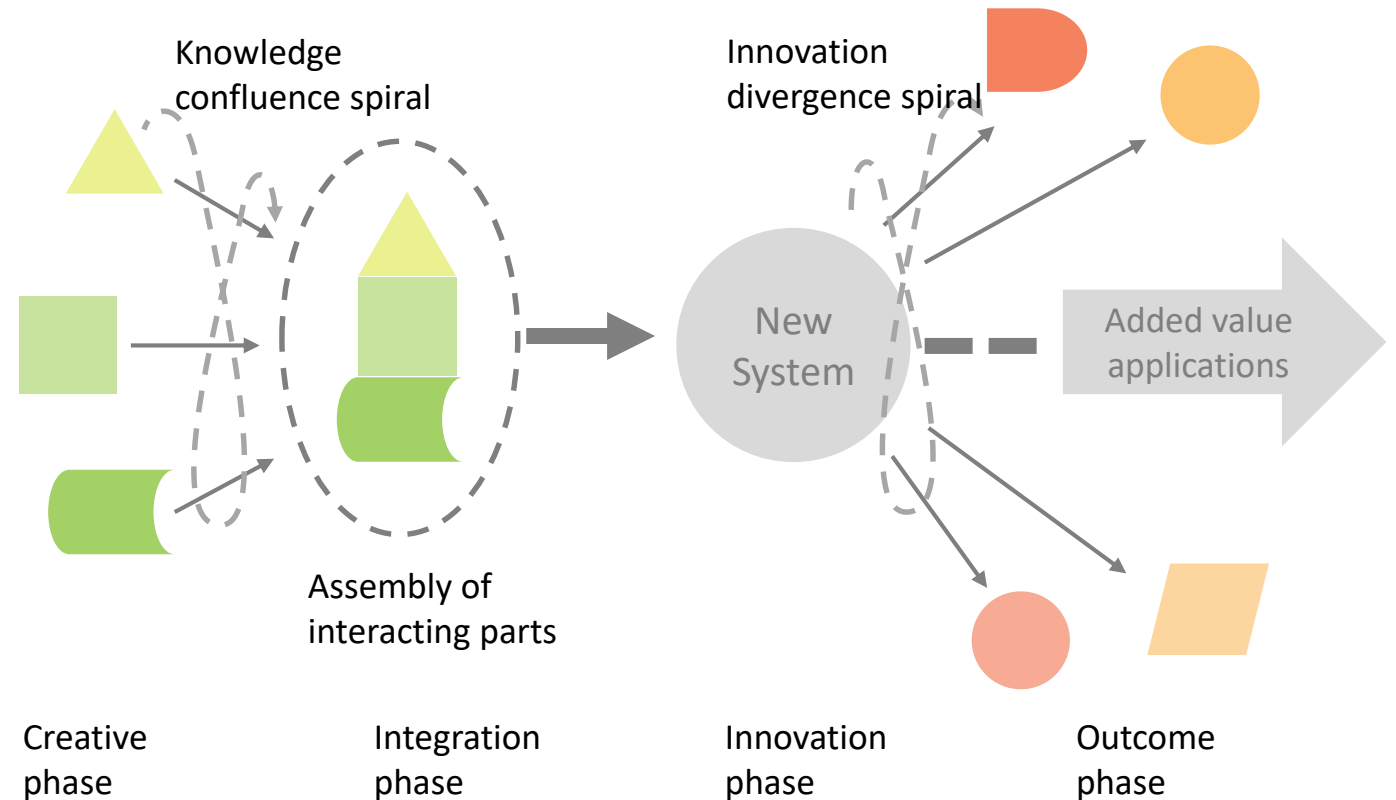 Knowledge
confluence spiral
Innovation
divergence spiral
New
System
Added value
applications
Assembly of
interacting parts
Creative
phase
Integration
phase
Innovation
phase
Outcome
phase